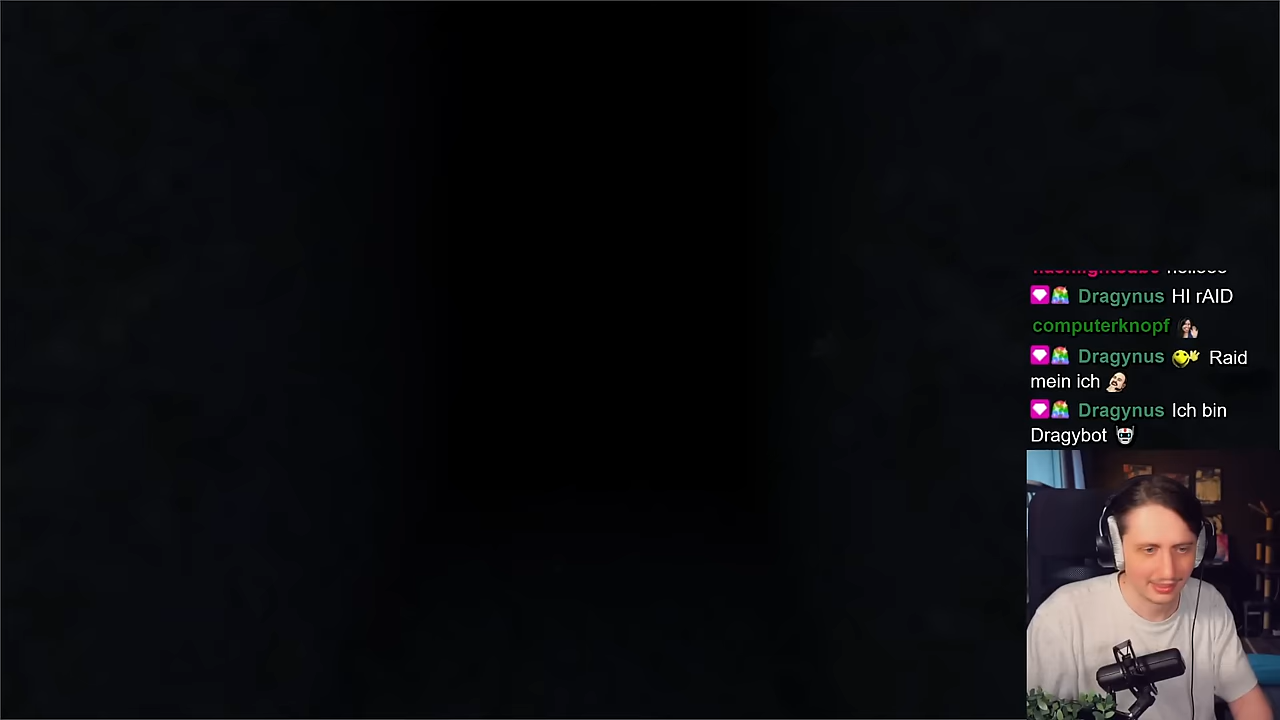 Dragynus HI rAID
computerknopf
Dragynus Raid
mein ich
Dragynus Ich bin
Dragybot